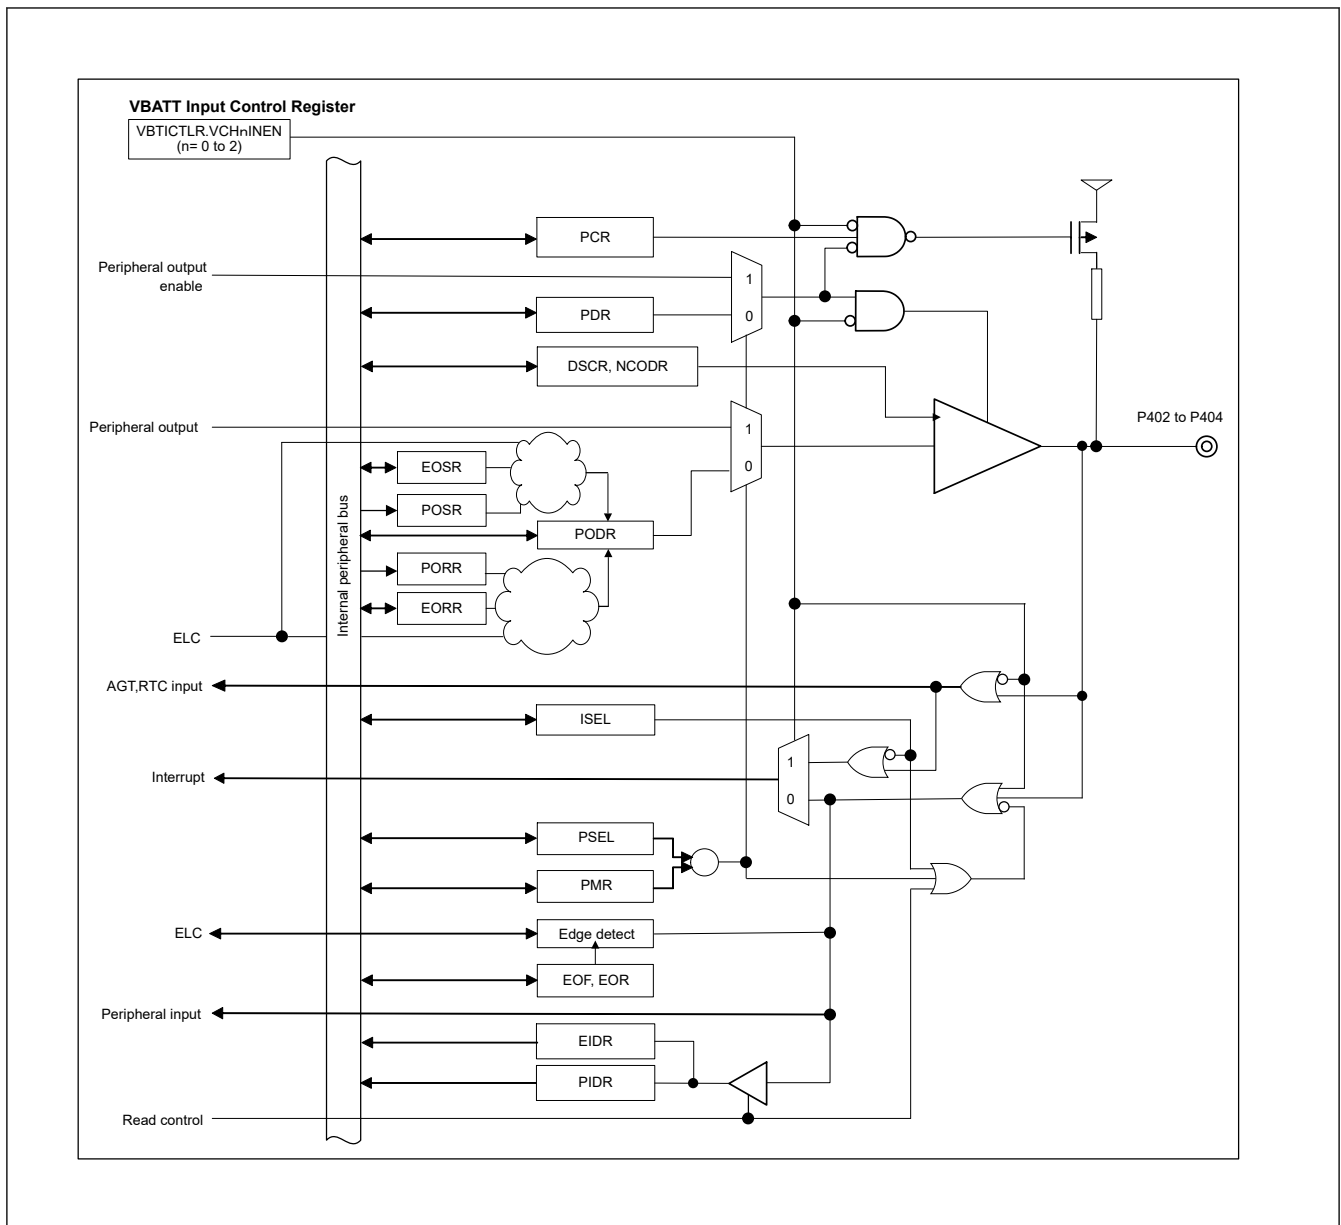 VBATT Input Control Register
VBTICTLR.VCHnINEN
(n= 0 to 2)
PCR
Peripheral output
enable
1
0
PDR
DSCR, NCODR
P402 to P404
Peripheral output
1
0
EOSR
POSR
PODR
PORR
EORR
Internal peripheral bus
ELC
AGT,RTC input
ISEL
Interrupt
1
0
PSEL
PMR
ELC
Edge detect
EOF, EOR
Peripheral input
EIDR
PIDR
Read control